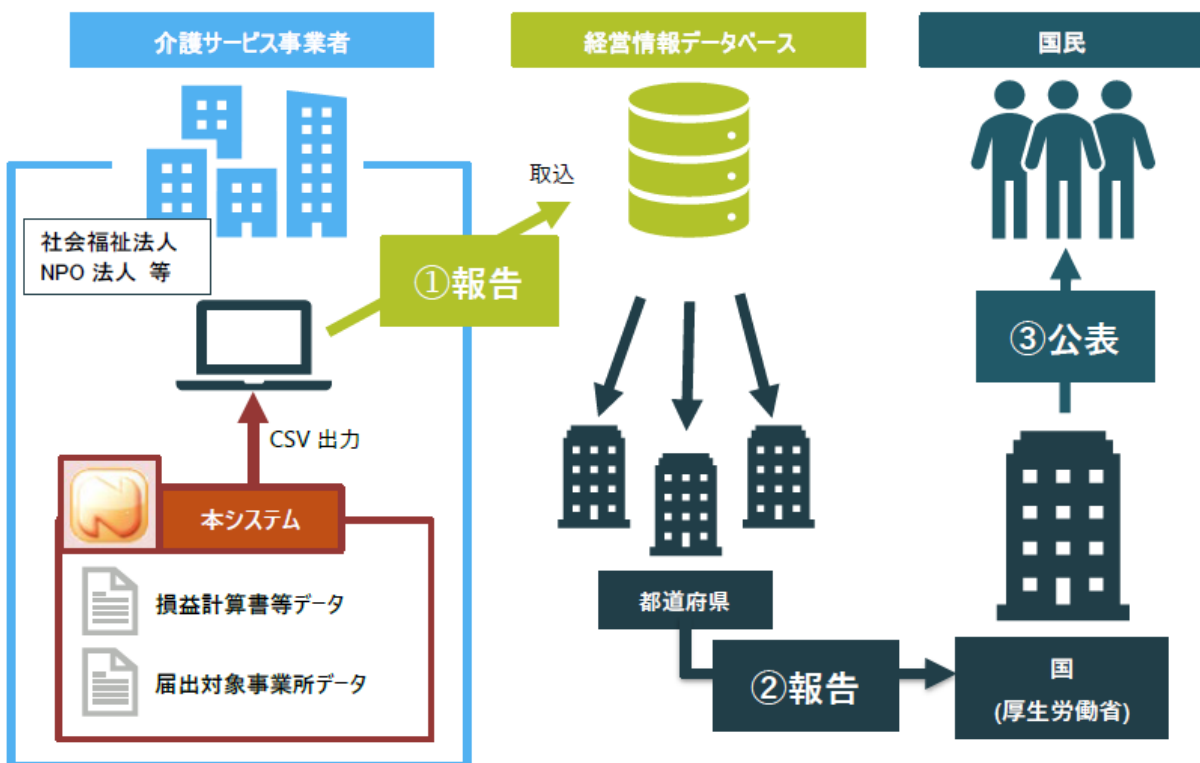 介護サービス事業者
経営情報データベース
国民
取込
社会福祉法人
NPO 法人 等
①報告
③公表
CSV 出力
本システム
損益計算書等データ
届出対象事業所データ
都道府県
②報告
国
(厚生労働省)